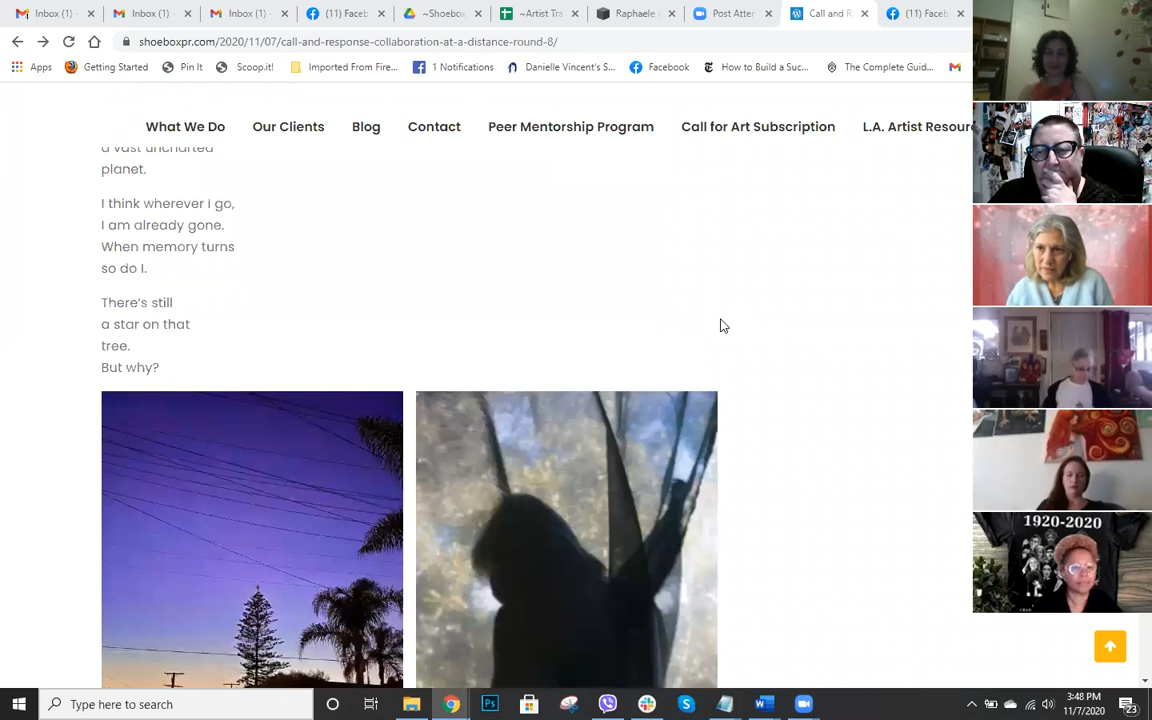 Inbox (1) -
Inbox (1) -
Inbox (1) -
(11) Faceb
~Shoebox
~Artist Tra
Raphaele
Post Atter
Call and R
(11) Faceb
shoeboxpr.com/2020/11/07/call-and-response-collaboration-at-a-distance-round-8/
Apps
Getting Started
Pin It
Scoop.it!
Imported From Fire...
1 Notifications
Danielle Vincent's S...
Facebook
How to Build a Suc...
The Complete Guid...
What We Do
Our Clients
Blog
Contact
Peer Mentorship Program
Call for Art Subscription
L.A. Artist Resour
a vast uncharted
planet.
I think wherever i go,
I am already gone.
When memory turns
so do I.
There's still
a star on that
tree.
But why?
1920-2020
Type here to search
3:48 PM
11/7/2020
23